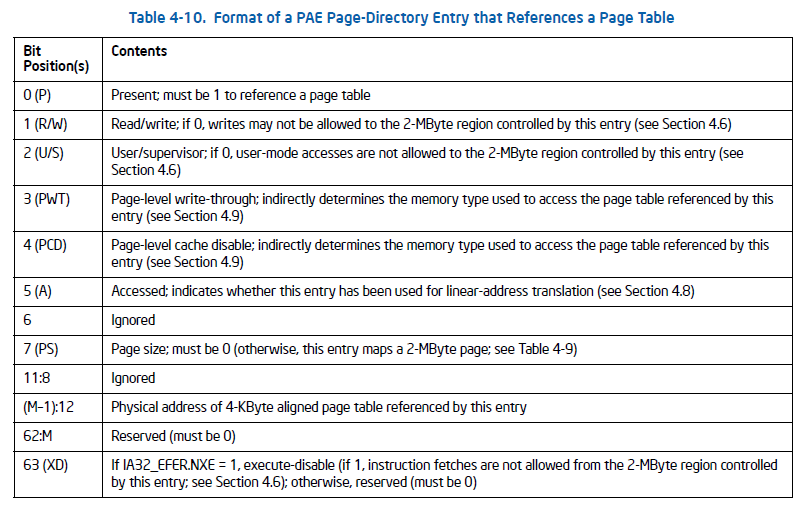 Table 4-10. Format of a PAE Page-Directory Entry that References a Page Table
Bit
Position(s)
Contents
0 (P)
Present; must be 1 to reference a page table
1 (R/W)
Read/write; if 0, writes may not be allowed to the 2-MByte region controlled by this entry (see Section 4.6)
2 (U/S)
User/supervisor; if 0, user-mode accesses are not allowed to the 2-MByte region controlled by this entry (see
Section 4.6)
3 (PWT)
Page-level write-through; indirectly determines the memory type used to access the page table referenced by this
entry (see Section 4.9)
4 (PCD)
Page-level cache disable; indirectly determines the memory type used to access the page table referenced by this
entry (see Section 4.9)
5 (A)
Accessed; indicates whether this entry has been used for linear-address translation (see Section 4.8)
6
Ignored
7 (PS)
Page size; must be 0 (otherwise, this entry maps a 2-MByte page; see Table 4-9)
11:8
Ignored
(M–1):12
Physical address of 4-KByte aligned page table referenced by this entry
62:M
Reserved (must be 0)
63 (XD)
If IA32_EFER.NXE = 1, execute-disable (if 1, instruction fetches are not allowed from the 2-MByte region controlled
by this entry; see Section 4.6); otherwise, reserved (must be 0)